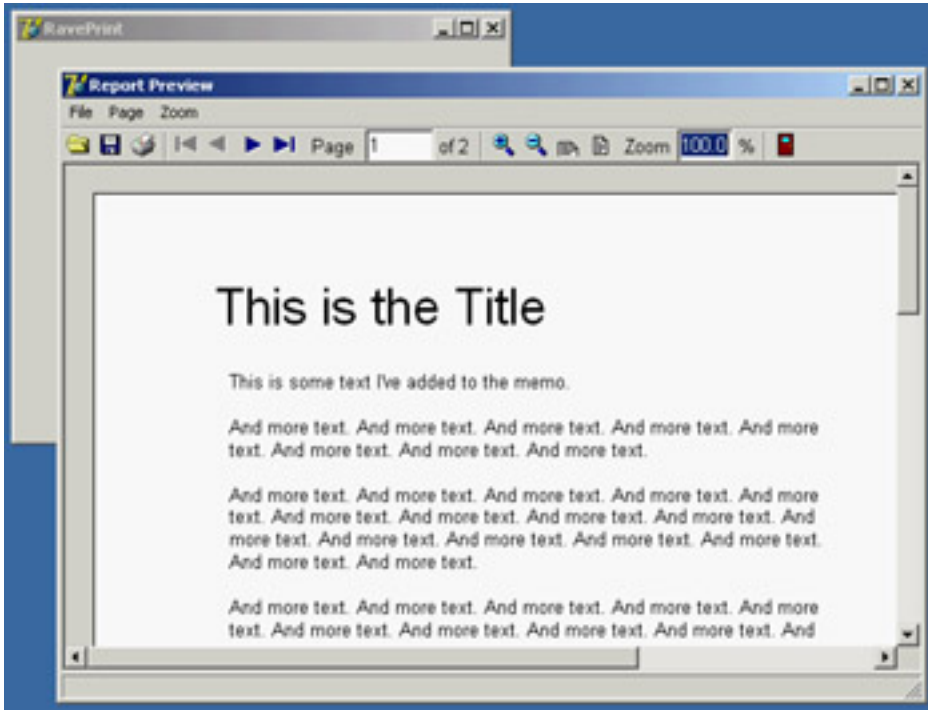 RavePrint
Report Preview
File Page Zoom
Page 1 of 2 Zoom 100.0 %
This is the Title
This is some text I've added to the memo.
And more text. And more text. And more text. And more text. And more
text. And more text. And more text. And more text.
And more text. And more text. And more text. And more text. And more
text. And more text. And more text. And more text. And more text. And
more text. And more text. And more text. And more text. And more text.
And more text. And more text.
And more text. And more text. And more text. And more text. And more
text. And more text. And more text. And more text. And more text. And